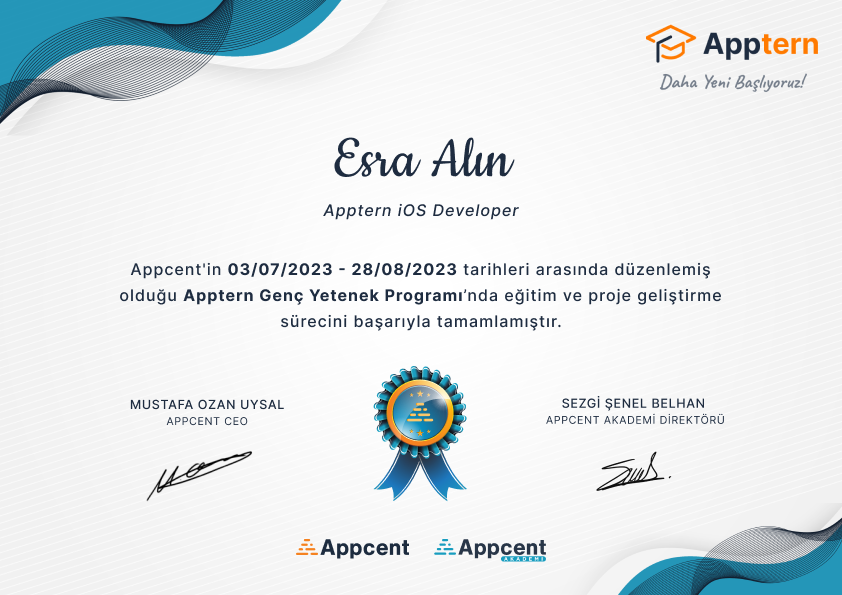 Apptern
Daha Yeni Başlıyoruz!
Esra Alın
Apptern iOS Developer
Appcent'in 03/07/2023 - 28/08/2023 tarihleri arasında düzenlemiş
olduğu Apptern Genç Yetenek Programı’nda eğitim ve proje geliştirme
sürecini başarıyla tamamlamıştır.
MUSTAFA OZAN UYSAL
APPCENT CEO
SEZGİ ŞENEL BELHAN
APPCENT AKADEMİ DİREKTÖRÜ
Appcent
Appcent
AKADEMİ